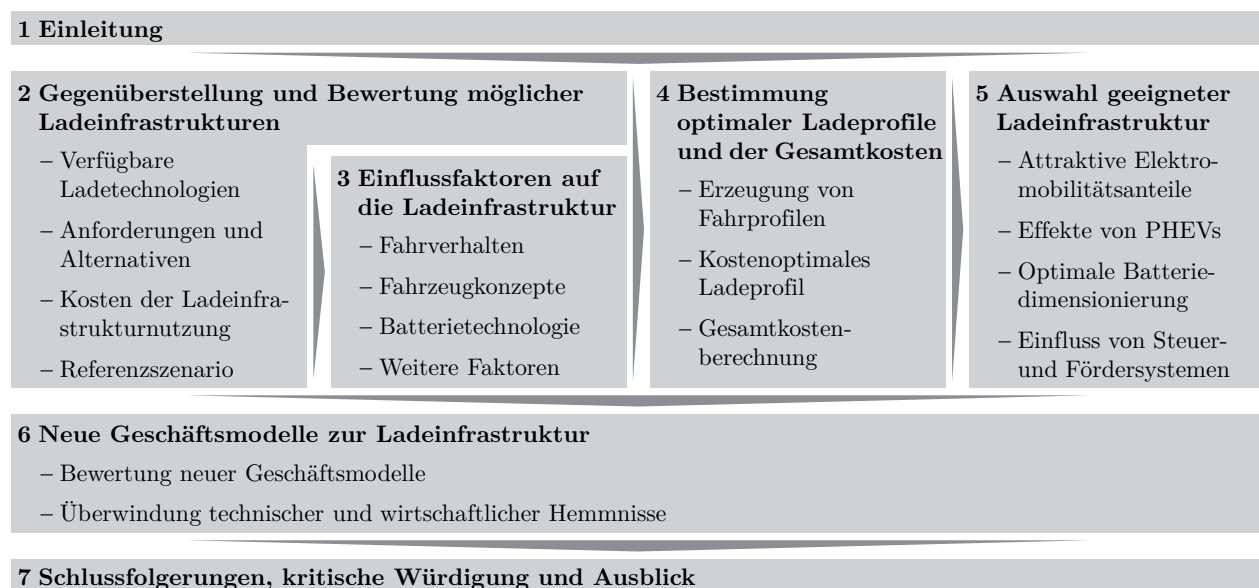 1 Einleitung
2 Gegenüberstellung und Bewertung möglicher
Ladeinfrastrukturen
– Verfügbare
Ladetechnologien
– Anforderungen und
Alternativen
– Kosten der Ladeinfra-
strukturnutzung
– Referenzszenario
3 Einflussfaktoren auf
die Ladeinfrastruktur
– Fahrverhalten
– Fahrzeugkonzepte
– Batterietechnologie
– Weitere Faktoren
4 Bestimmung
optimaler Ladeprofile
und der Gesamtkosten
– Erzeugung von
Fahrprofilen
– Kostenoptimales
Ladeprofil
– Gesamtkosten-
berechnung
5 Auswahl geeigneter
Ladeinfrastruktur
– Attraktive Elektro-
mobilitätsanteile
– Effekte von PHEVs
– Optimale Batterie-
dimensionierung
– Einfluss von Steuer-
und Fördersystemen
6 Neue Geschäftsmodelle zur Ladeinfrastruktur
– Bewertung neuer Geschäftsmodelle
– Überwindung technischer und wirtschaftlicher Hemmnisse
7 Schlussfolgerungen, kritische Würdigung und Ausblick